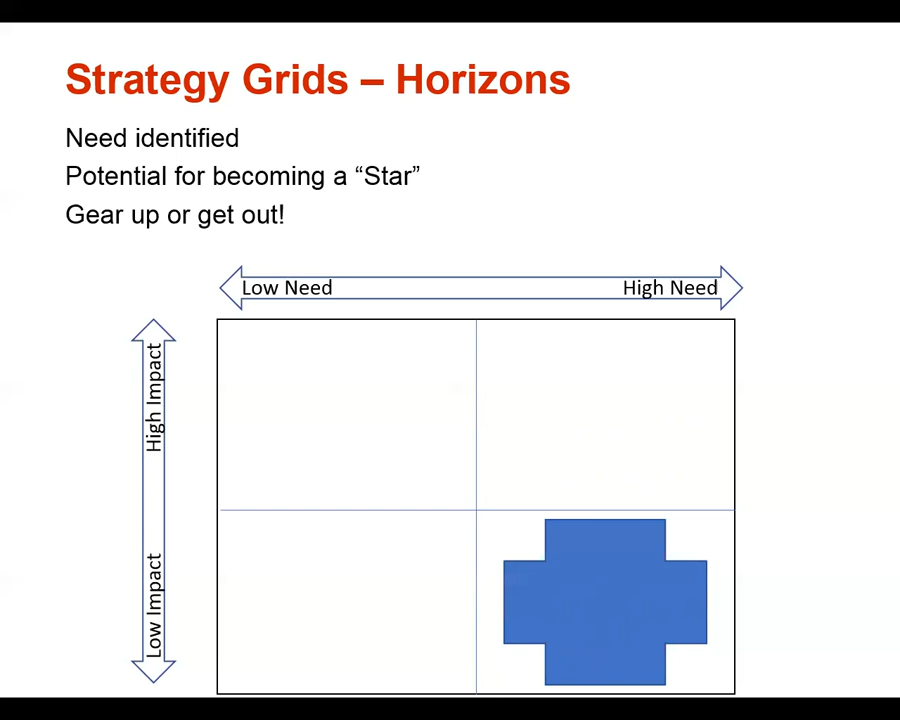 Strategy Grids – Horizons
Need identified
Potential for becoming a “Star”
Gear up or get out!
Low Need
High Need
High Impact
Low Impact